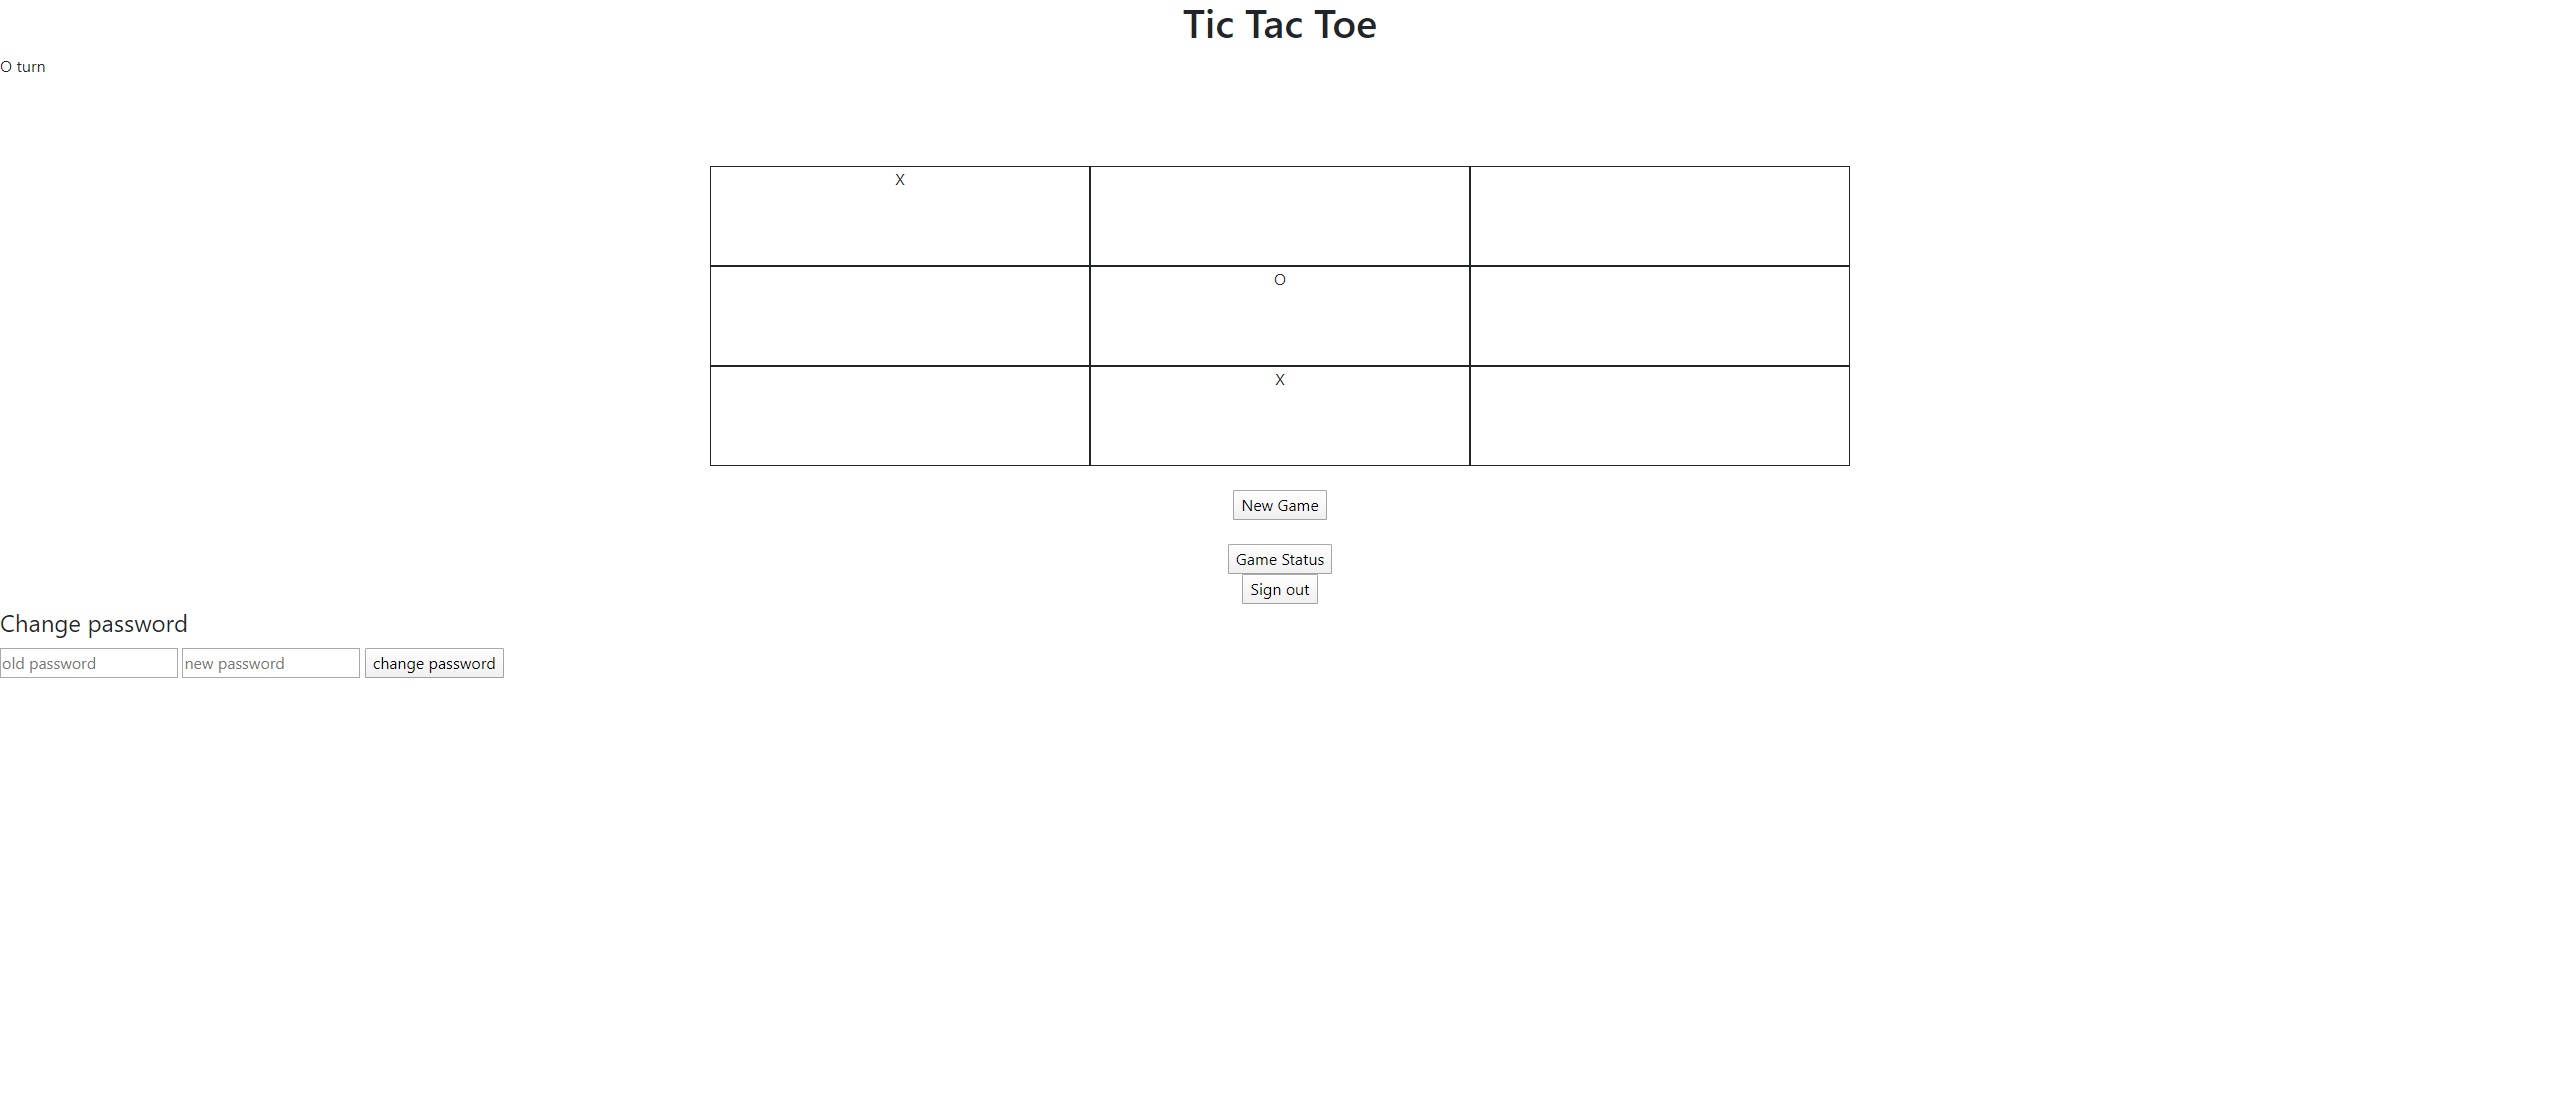 Tic Tac Toe
O turn
X
O
X
New Game
Game Status
Sign out
Change password
old password new password change password